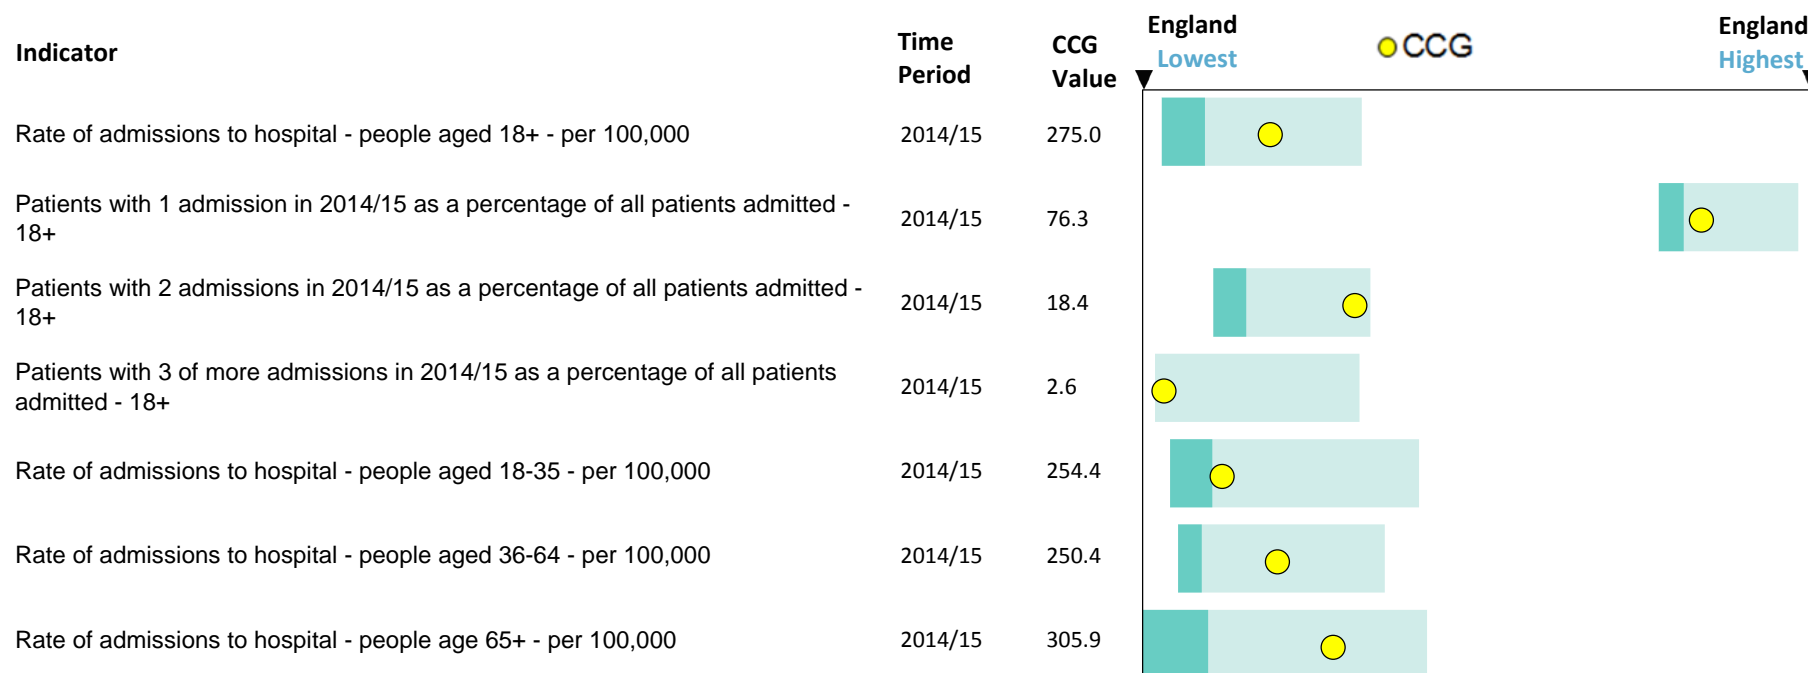 Indicator
Time Period
CCG Value
England Lowest
CCG
England Highest
Rate of admissions to hospital - people aged 18+ - per 100,000 2014/15 275.0
Patients with 1 admission in 2014/15 as a percentage of all patients admitted -
18+
2014/15 76.3
Patients with 2 admissions in 2014/15 as a percentage of all patients admitted -
18+
2014/15 18.4
Patients with 3 of more admissions in 2014/15 as a percentage of all patients
admitted - 18+
2014/15 2.6
Rate of admissions to hospital - people aged 18-35 - per 100,000 2014/15 254.4
Rate of admissions to hospital - people aged 36-64 - per 100,000 2014/15 250.4
Rate of admissions to hospital - people age 65+ - per 100,000 2014/15 305.9